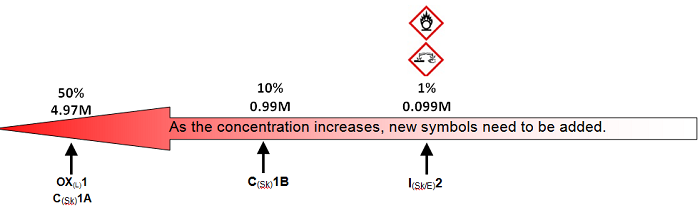 50%
4.97M
10%
0.99M
1%
0.099M
As the concentration increases, new symbols need to be added.
OX(L)1
C(Sk)1A
C(Sk)1B
I(Sk/E)2